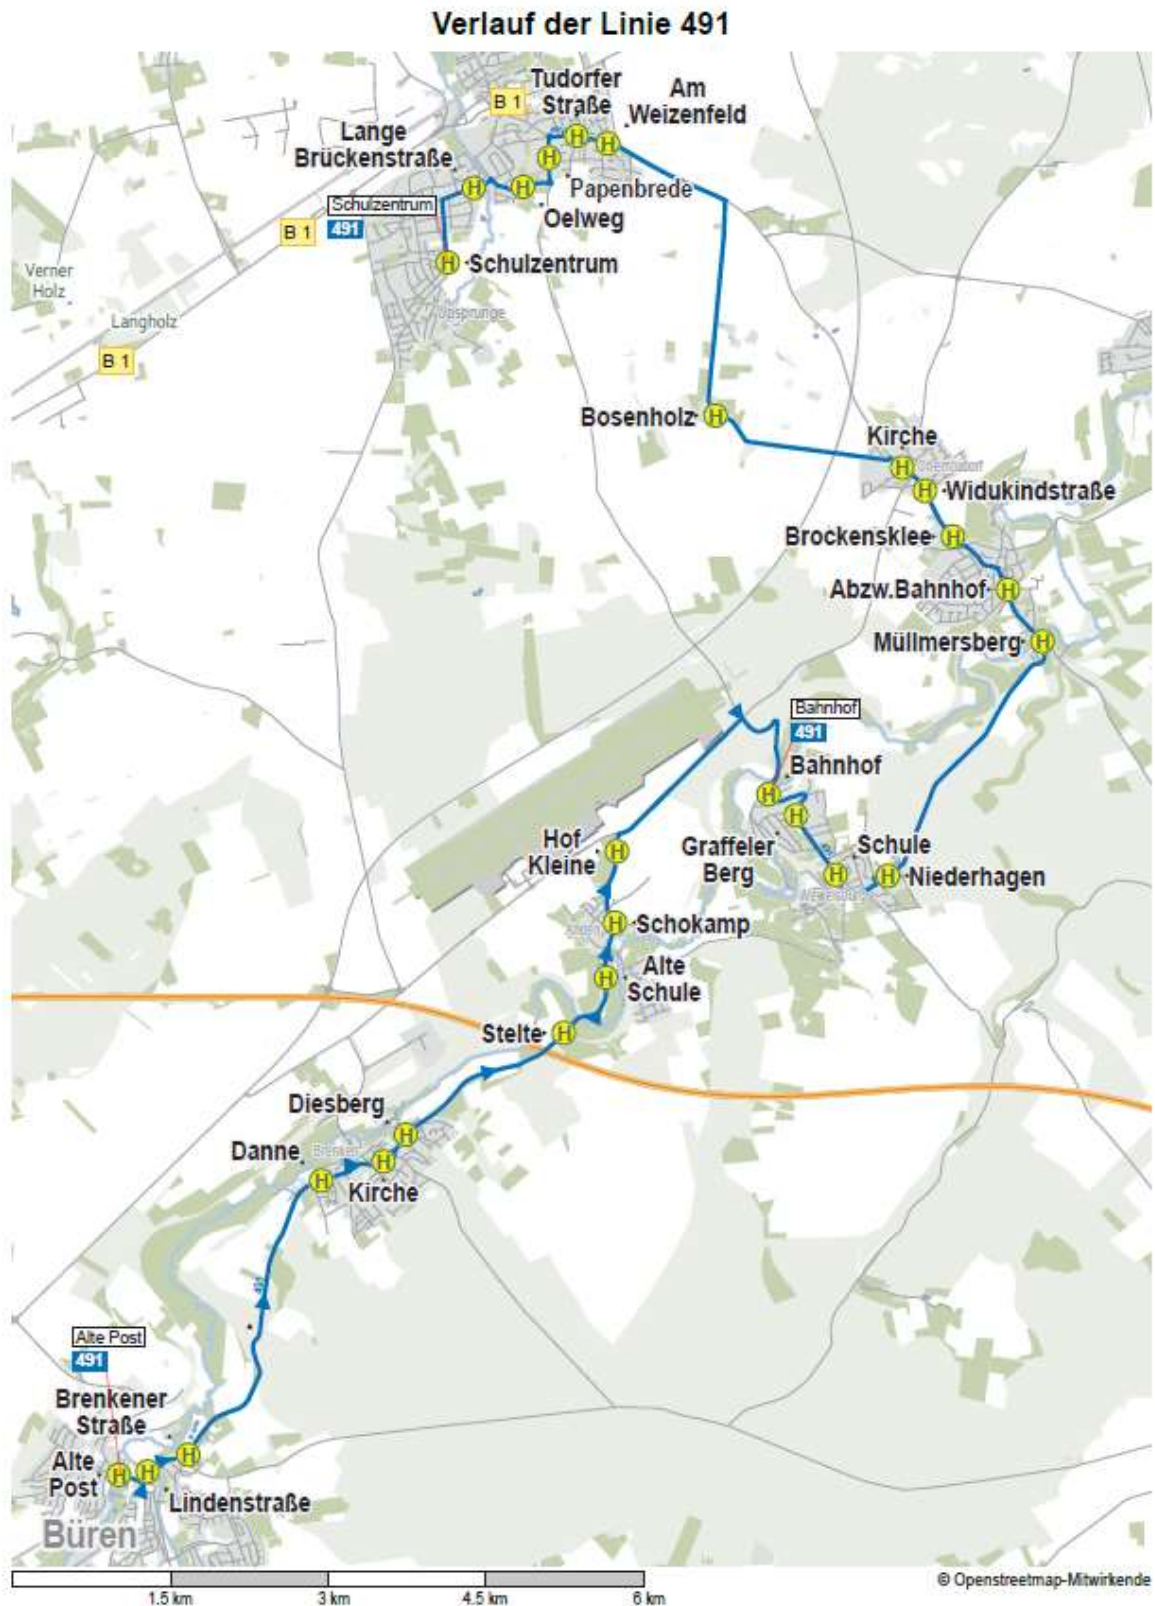 Verlauf der Linie 491
Tudorfer
Straße
Am
Weizenfeld
B 1
Lange
Brückenstraße
Papenbrede
Schulzentrum
491
B 1
Oelweg
Schulzentrum
Verner
Holz
Langholz
Upsprunge
B 1
Bosenholz
Kirche
Widukindstraße
Brockensklee
Abzw.Bahnhof
Müllmersberg
Bahnhof
491
Bahnhof
Hof
Kleine
Graffeler
Berg
Schule
Niederhagen
Schokamp
Alte
Schule
Stelte
Diesberg
Danne
Brenken
Kirche
491
Alte Post
491
Brenkener
Straße
Alte
Post
Lindenstraße
Büren
1.5 km
3 km
4.5 km
6 km
© Openstreetmap-Mitwirkende